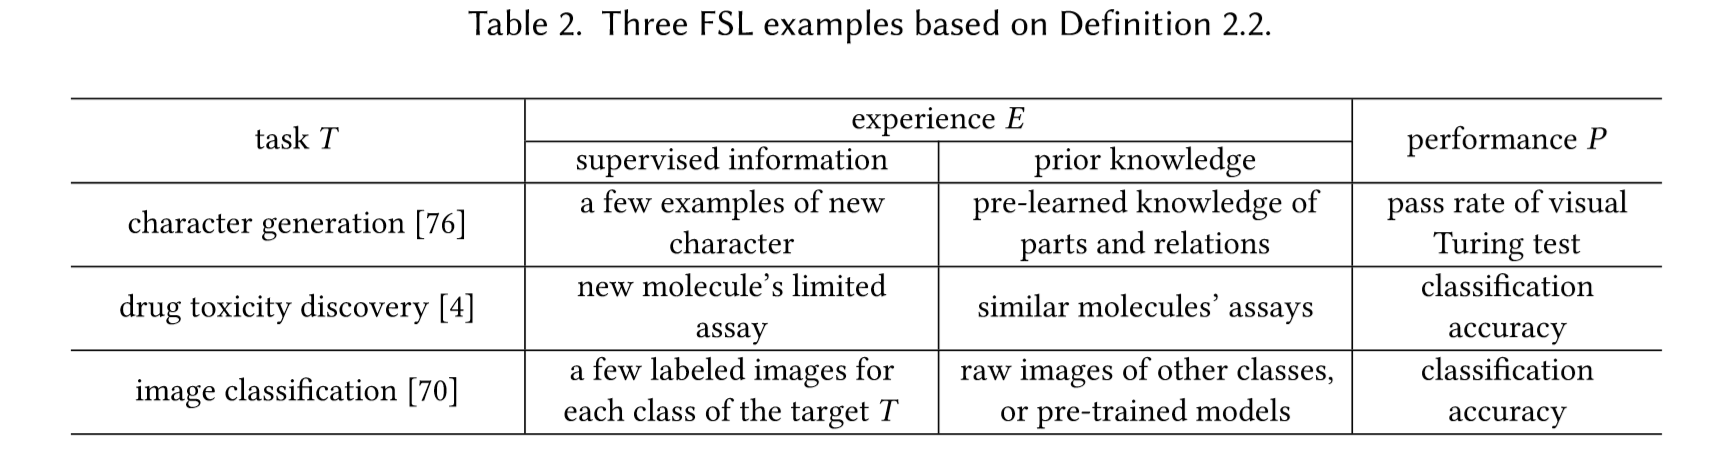 Table 2. Three FSL examples based on Definition 2.2.
task T
experience E
performance P
supervised information
prior knowledge
character generation [76]
a few examples of new
character
pre-learned knowledge of
parts and relations
pass rate of visual
Turing test
drug toxicity discovery [4]
new molecule’s limited
assay
similar molecules’ assays
classification
accuracy
image classification [70]
a few labeled images for
each class of the target T
raw images of other classes,
or pre-trained models
classification
accuracy